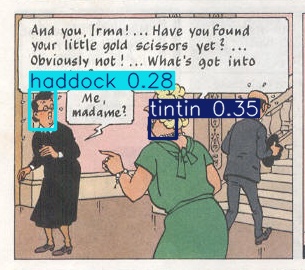 And you, Irma! ... Have you found
your little gold scissors yet? ...
Obviously not! ... What's got into
haddock 0.28
Me,
madame?
tintin 0.35